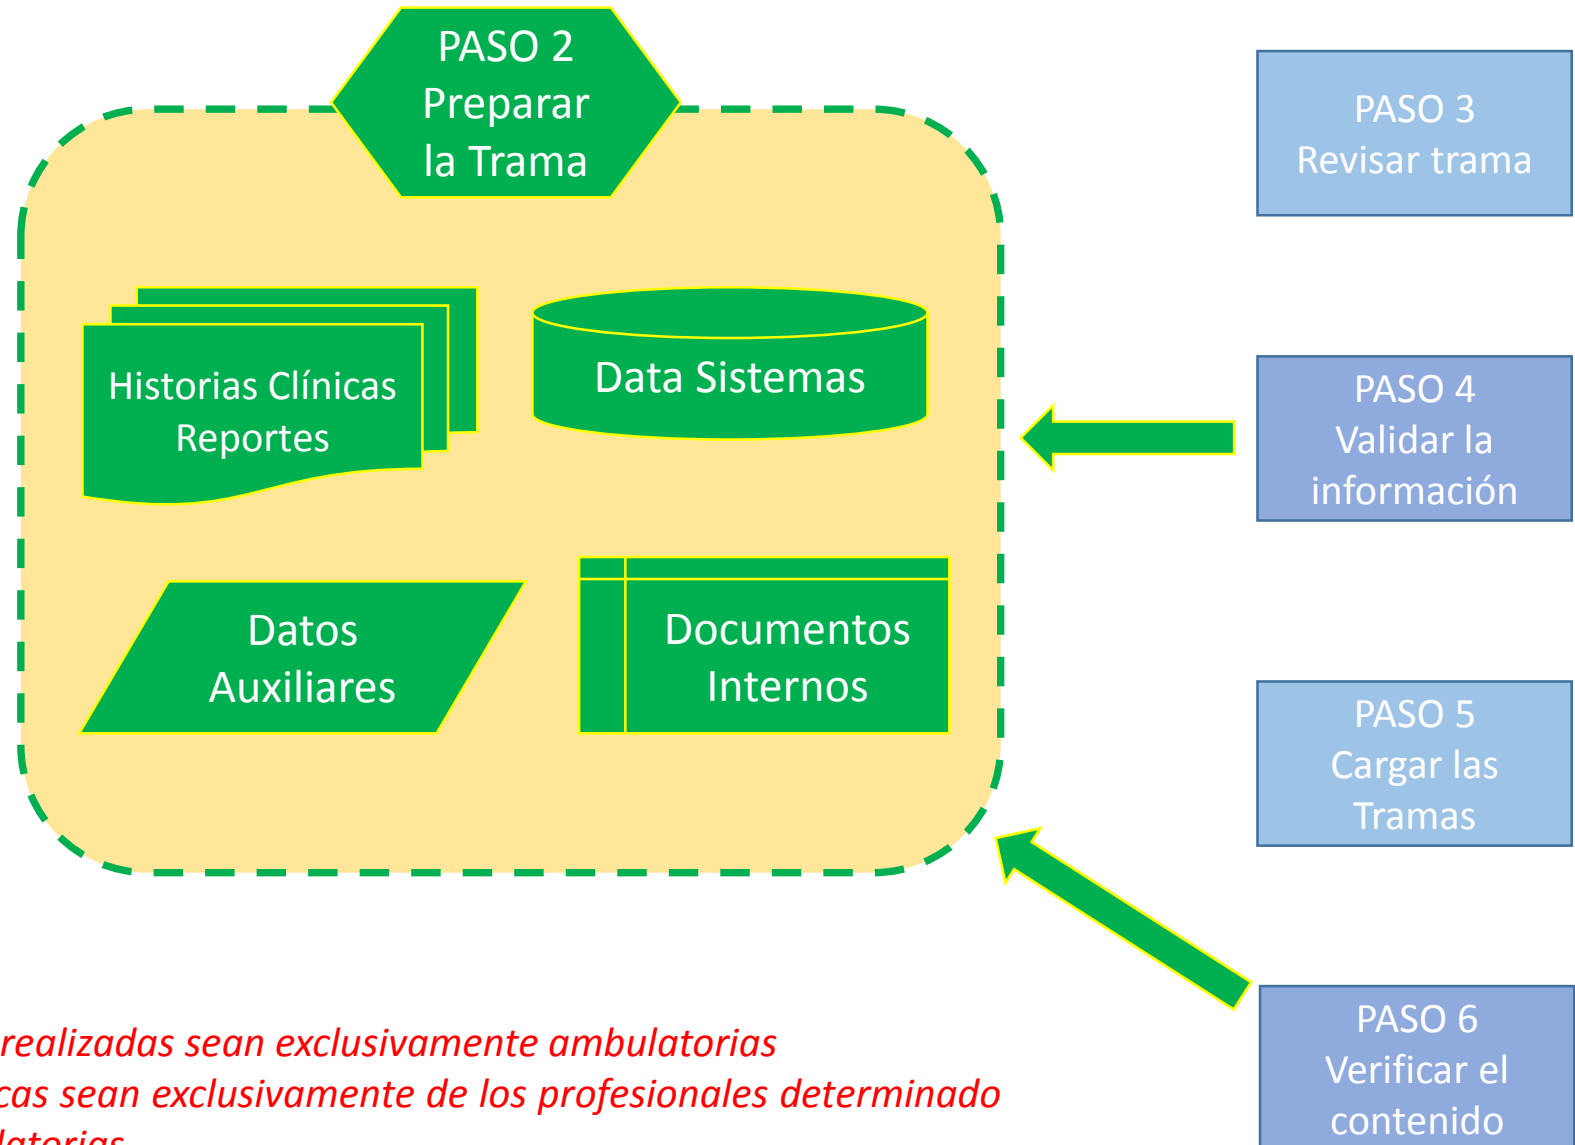 PASO 2
Preparar
la Trama
Historias Clínicas
Reportes
Data Sistemas
Datos
Auxiliares
Documentos
Internos
PASO 3
Revisar trama
PASO 4
Validar la
información
PASO 5
Cargar las
Tramas
PASO 6
Verificar el
contenido
realizadas sean exclusivamente ambulatorias
cas sean exclusivamente de los profesionales determinado